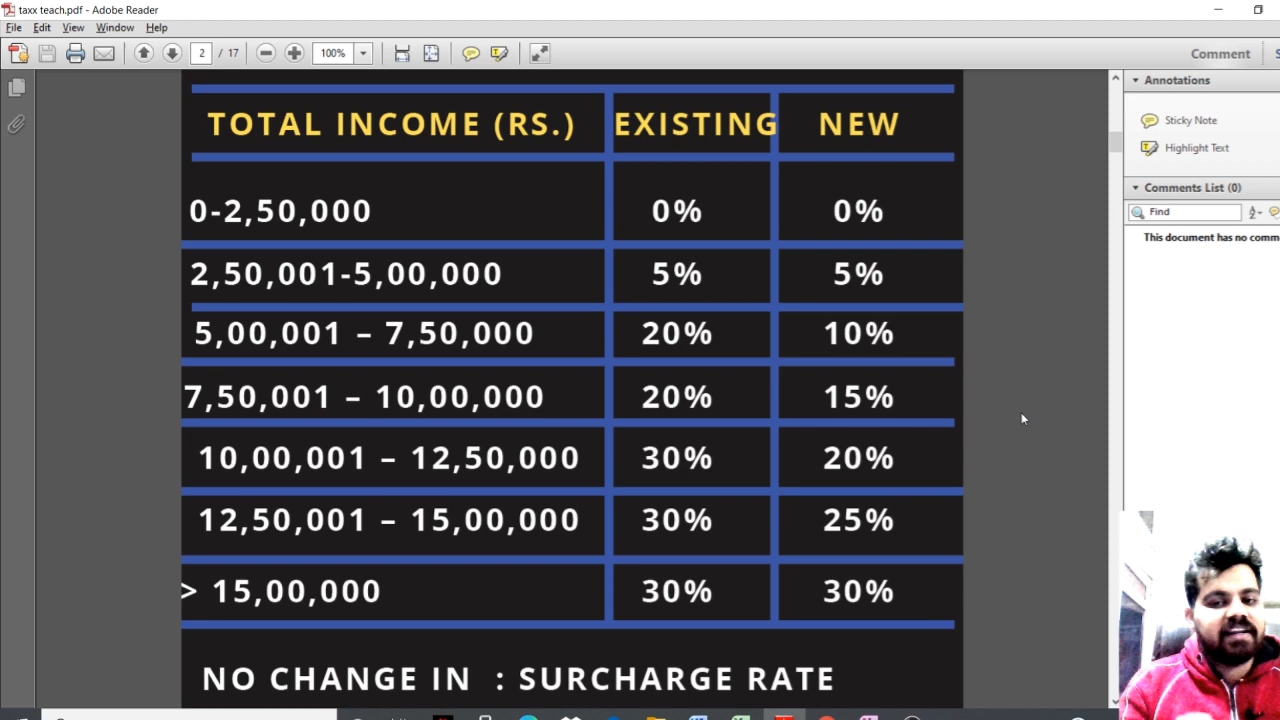 taxx teach.pdf - Adobe Reader
File Edit View Window Help
2 / 17 100% Comment
Annotations
Sticky Note
Highlight Text
Comments List (0)
Find
This document has no comm
TOTAL INCOME (RS.) EXISTING NEW
0-2,50,000 0% 0%
2,50,001-5,00,000 5% 5%
5,00,001 – 7,50,000 20% 10%
7,50,001 – 10,00,000 20% 15%
10,00,001 – 12,50,000 30% 20%
12,50,001 – 15,00,000 30% 25%
> 15,00,000 30% 30%
NO CHANGE IN : SURCHARGE RATE